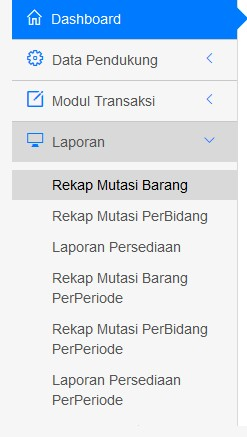 Dashboard
Data Pendukung
Modul Transaksi
Laporan
Rekap Mutasi Barang
Rekap Mutasi PerBidang
Laporan Persediaan
Rekap Mutasi Barang
PerPeriode
Rekap Mutasi PerBidang
PerPeriode
Laporan Persediaan
PerPeriode